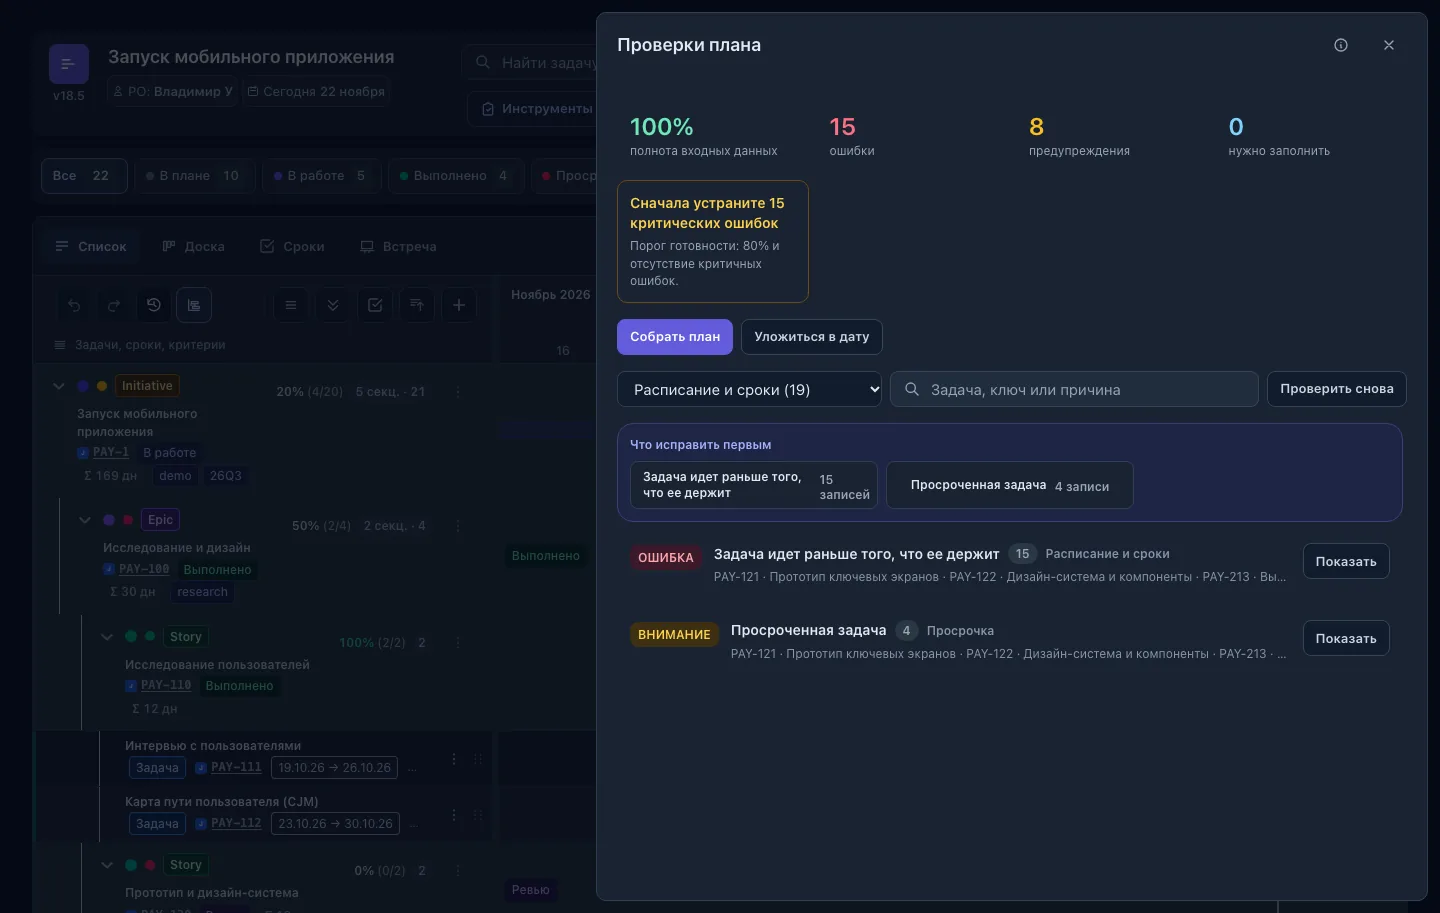 Запуск мобильного приложения
v18.5
PO: Владимир У
Сегодня 22 ноября
Найти задачу
Инструменты
Все 22
В плане 10
В работе 5
Выполнено 4
Список
Доска
Сроки
Встреча
Ноябрь 2026
Задачи, сроки, критерии
16
Initiative
20% (4/20) 5 секц. · 21
Запуск мобильного
приложения
PAY-1 В работе
Σ 169 дн demo 26Q3
Epic
50% (2/4) 2 секц. · 4
Исследование и дизайн
PAY-100 Выполнено
Σ 30 дн research
Выполнено
Story
100% (2/2) 2
Исследование пользователей
PAY-110 Выполнено
Σ 12 дн
Интервью с пользователями
Задача PAY-111 19.10.26 → 26.10.26 ...
Карта пути пользователя (CJM)
Задача PAY-112 23.10.26 → 30.10.26 ...
Story
0% (0/2) 2
Прототип и дизайн-система
Ревью
Проверки плана
100%
полнота входных данных
15
ошибки
8
предупреждения
0
нужно заполнить
Сначала устраните 15
критических ошибок
Порог готовности: 80% и
отсутствие критичных
ошибок.
Собрать план
Уложиться в дату
Расписание и сроки (19)
Задача, ключ или причина
Проверить снова
Что исправить первым
Задача идет раньше того,
что ее держит
15
записей
Просроченная задача 4 записи
ОШИБКА
Задача идет раньше того, что ее держит 15 Расписание и сроки
PAY-121 · Прототип ключевых экранов · PAY-122 · Дизайн-система и компоненты · PAY-213 · Вы...
Показать
ВНИМАНИЕ
Просроченная задача 4 Просрочка
PAY-121 · Прототип ключевых экранов · PAY-122 · Дизайн-система и компоненты · PAY-213 · ...
Показать